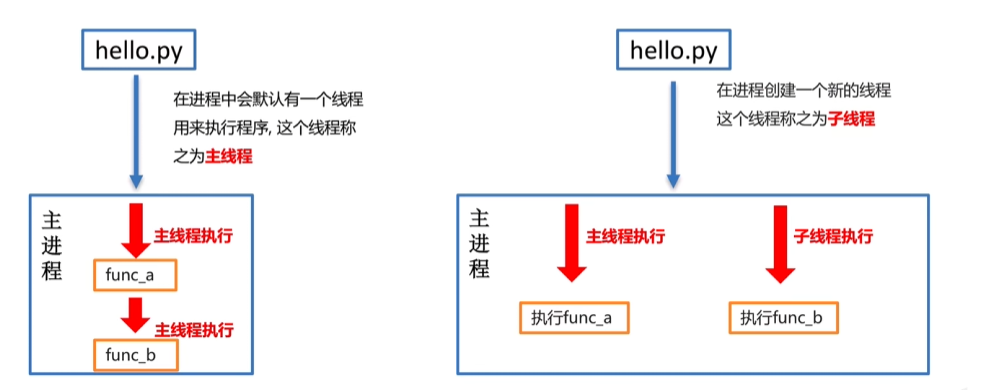 hello.py
在进程中会默认有一个线程
用来执行程序, 这个线程称
之为主线程
主进程
主线程执行
func_a
主线程执行
func_b
hello.py
在进程创建一个新的线程
这个线程称之为子线程
主进程
主线程执行
子线程执行
执行func_a
执行func_b